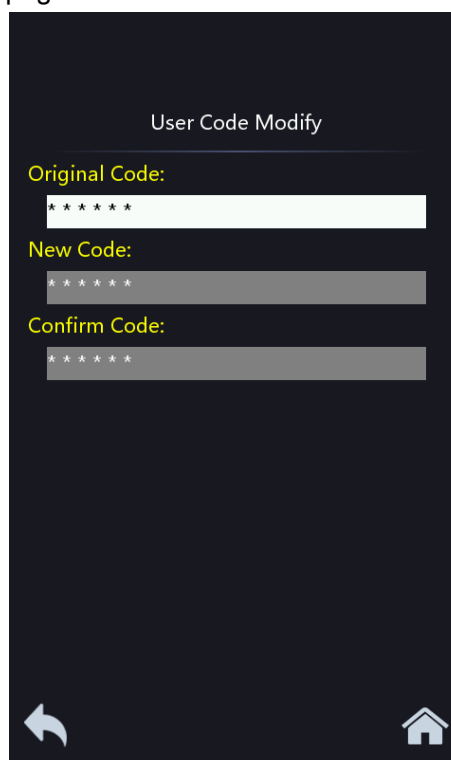 User Code Modify
Original Code:
* * * * * *
New Code:
* * * * * *
Confirm Code:
* * * * * *